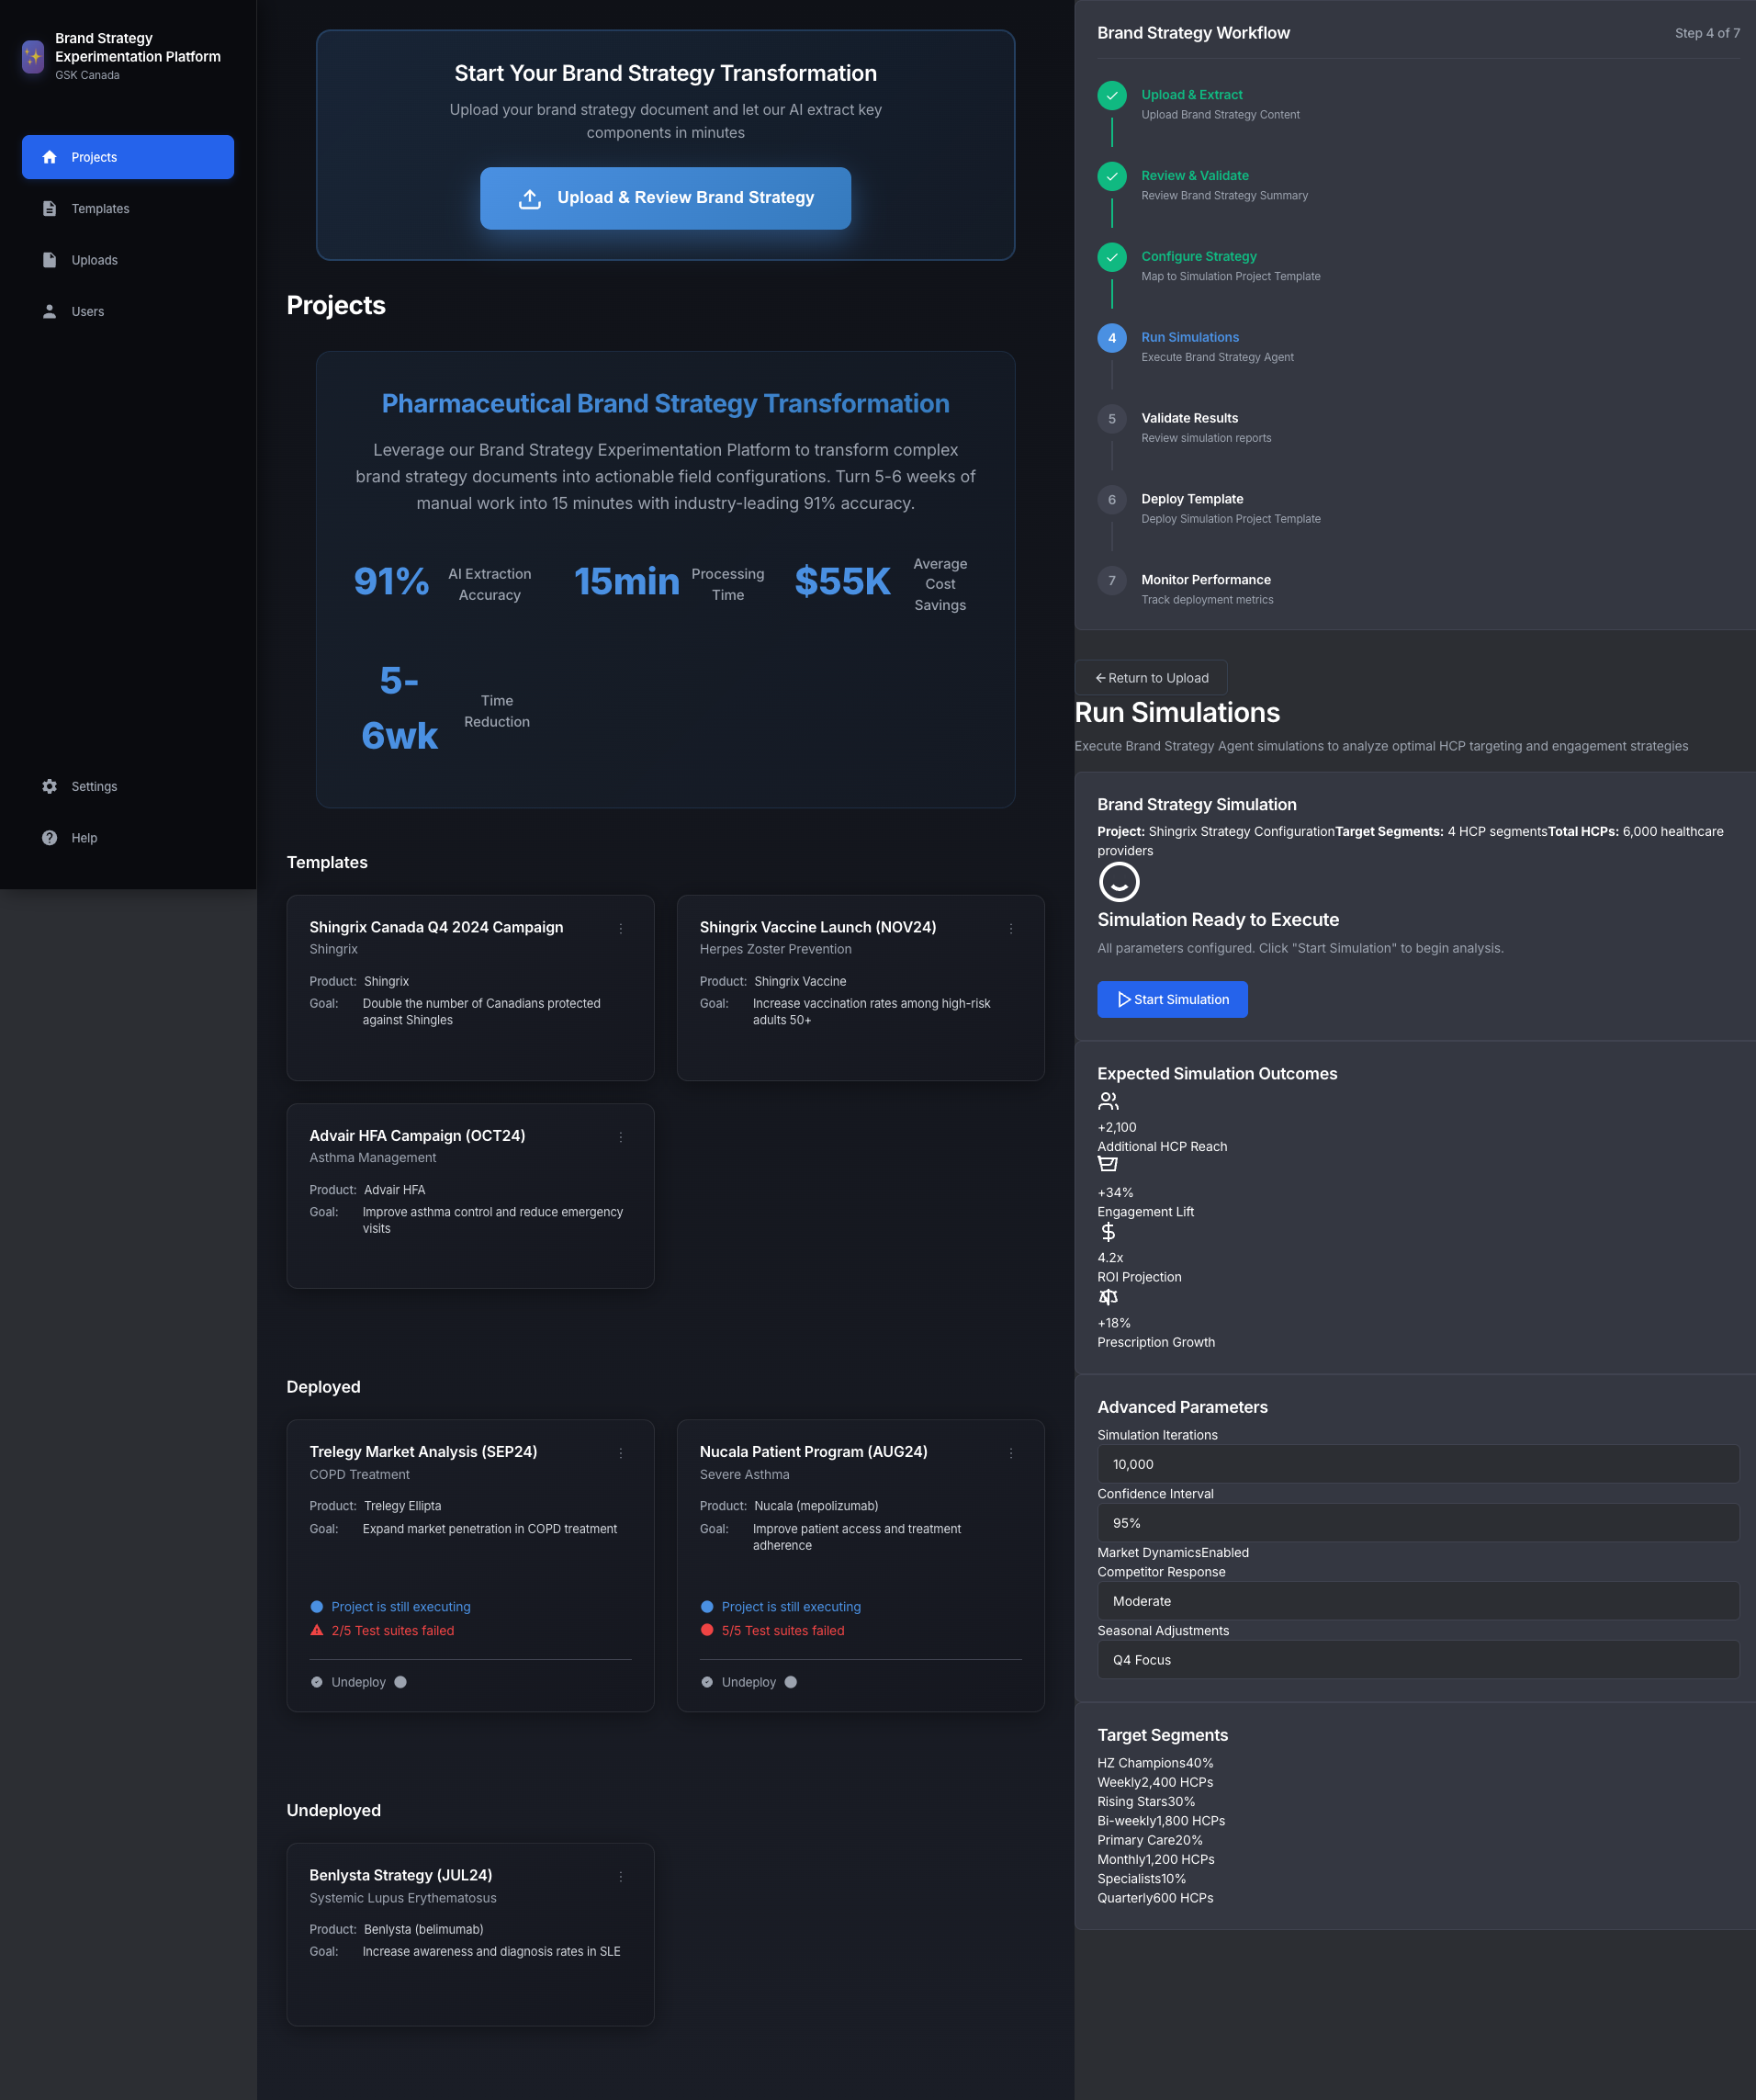 Brand Strategy
Experimentation Platform
GSK Canada
Projects
Templates
Uploads
Users
Settings
Help
Start Your Brand Strategy Transformation
Upload your brand strategy document and let our AI extract key
components in minutes
Upload & Review Brand Strategy
Projects
Pharmaceutical Brand Strategy Transformation
Leverage our Brand Strategy Experimentation Platform to transform complex
brand strategy documents into actionable field configurations. Turn 5-6 weeks of
manual work into 15 minutes with industry-leading 91% accuracy.
91%
AI Extraction
Accuracy
15min
Processing
Time
$55K
Average
Cost
Savings
5-
6wk
Time
Reduction
Templates
Shingrix Canada Q4 2024 Campaign
Shingrix
Product: Shingrix
Goal: Double the number of Canadians protected
against Shingles
Shingrix Vaccine Launch (NOV24)
Herpes Zoster Prevention
Product: Shingrix Vaccine
Goal: Increase vaccination rates among high-risk
adults 50+
Advair HFA Campaign (OCT24)
Asthma Management
Product: Advair HFA
Goal: Improve asthma control and reduce emergency
visits
Deployed
Trelegy Market Analysis (SEP24)
COPD Treatment
Product: Trelegy Ellipta
Goal: Expand market penetration in COPD treatment
Project is still executing
2/5 Test suites failed
Undeploy
Nucala Patient Program (AUG24)
Severe Asthma
Product: Nucala (mepolizumab)
Goal: Improve patient access and treatment
adherence
Project is still executing
5/5 Test suites failed
Undeploy
Undeployed
Benlysta Strategy (JUL24)
Systemic Lupus Erythematosus
Product: Benlysta (belimumab)
Goal: Increase awareness and diagnosis rates in SLE
Brand Strategy Workflow
Step 4 of 7
Upload & Extract
Upload Brand Strategy Content
Review & Validate
Review Brand Strategy Summary
Configure Strategy
Map to Simulation Project Template
4
Run Simulations
Execute Brand Strategy Agent
5
Validate Results
Review simulation reports
6
Deploy Template
Deploy Simulation Project Template
7
Monitor Performance
Track deployment metrics
Return to Upload
Run Simulations
Execute Brand Strategy Agent simulations to analyze optimal HCP targeting and engagement strategies
Brand Strategy Simulation
Project: Shingrix Strategy ConfigurationTarget Segments: 4 HCP segmentsTotal HCPs: 6,000 healthcare
providers
Simulation Ready to Execute
All parameters configured. Click "Start Simulation" to begin analysis.
Start Simulation
Expected Simulation Outcomes
+2,100
Additional HCP Reach
+34%
Engagement Lift
4.2x
ROI Projection
+18%
Prescription Growth
Advanced Parameters
Simulation Iterations
10,000
Confidence Interval
95%
Market DynamicsEnabled
Competitor Response
Moderate
Seasonal Adjustments
Q4 Focus
Target Segments
HZ Champions40%
Weekly2,400 HCPs
Rising Stars30%
Bi-weekly1,800 HCPs
Primary Care20%
Monthly1,200 HCPs
Specialists10%
Quarterly600 HCPs